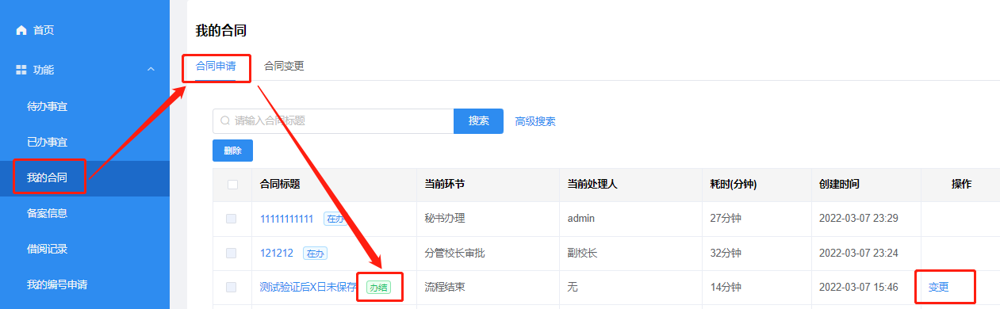 首页
功能
待办事宜
已办事宜
我的合同
备案信息
借阅记录
我的编号申请
我的合同
合同申请 合同变更
请输入合同标题 搜索 高级搜索
删除
合同标题 当前环节 当前处理人 耗时(分钟) 创建时间 操作
11111111111 在办 秘书办理 admin 27分钟 2022-03-07 23:29
121212 在办 分管校长审批 副校长 32分钟 2022-03-07 23:24
测试验证后X日未保存 办结 流程结束 无 14分钟 2022-03-07 15:46 变更